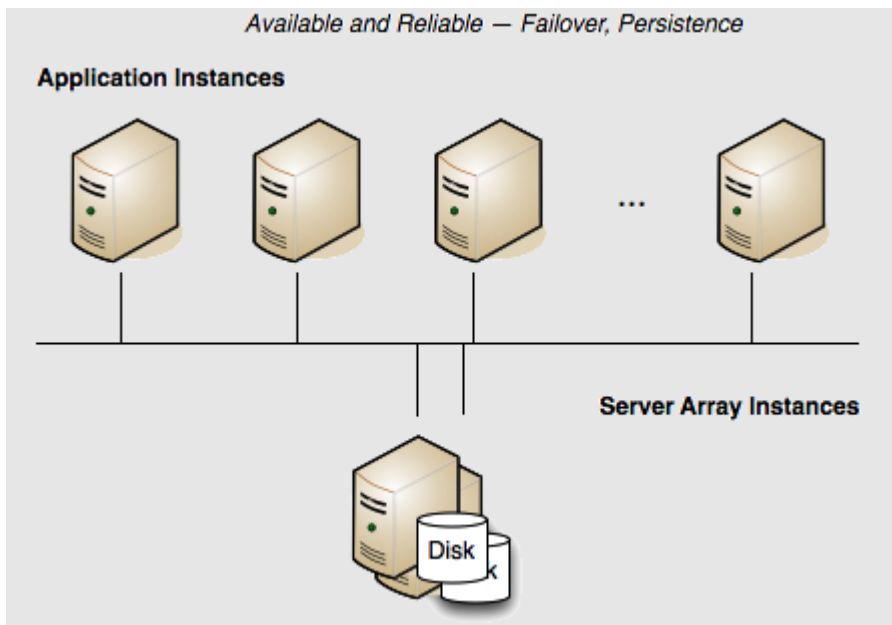 Available and Reliable — Failover, Persistence
Application Instances
...
Server Array Instances
Disk
k